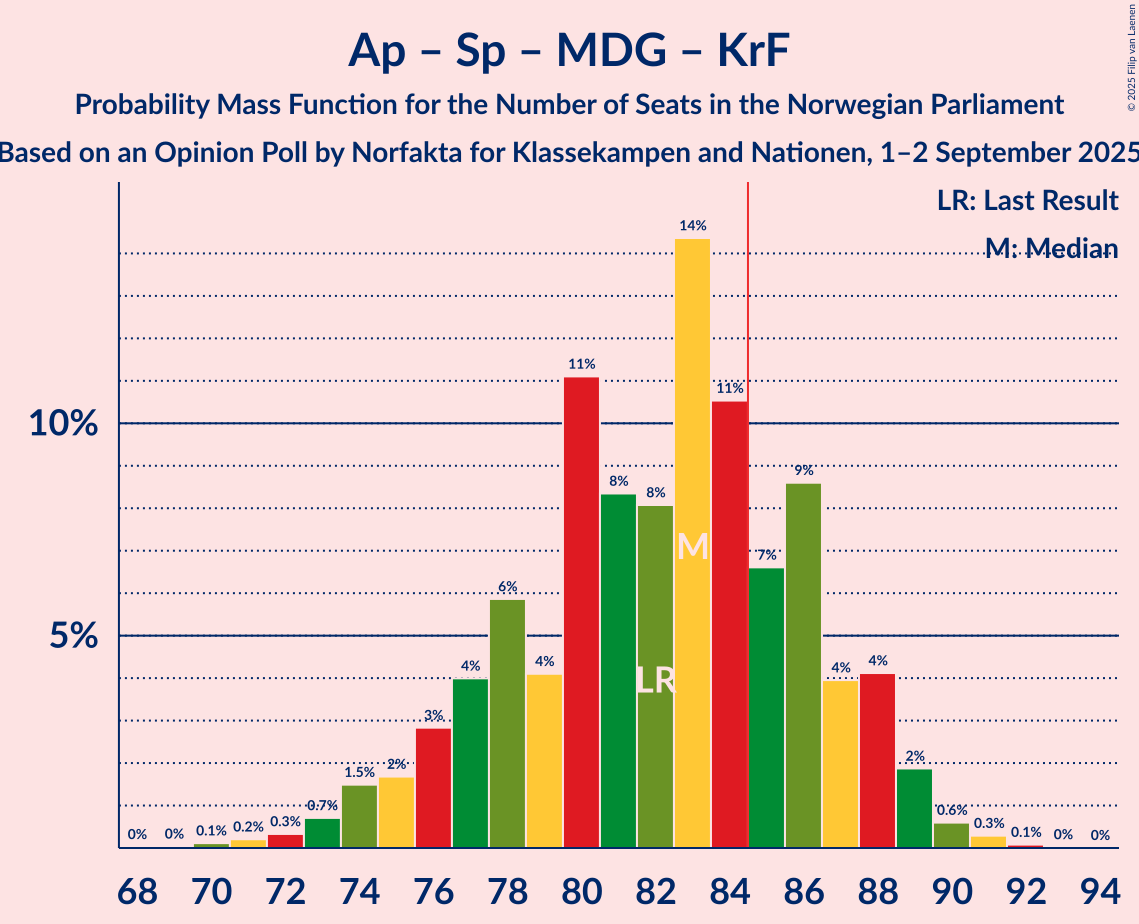 Ap – Sp – MDG – KrF
Probability Mass Function for the Number of Seats in the Norwegian Parliament
Based on an Opinion Poll by Norfakta for Klassekampen and Nationen, 1–2 September 2025
© 2025 Filip van Laenen
LR: Last Result
M: Median
10%
5%
0% 0% 0.1% 0.2% 0.3% 0.7% 1.5% 2% 3% 4% 6% 4% 11% 8% 8% 14% 11% 7% 9% 4% 4% 2% 0.6% 0.3% 0.1% 0% 0%
M
LR
68 70 72 74 76 78 80 82 84 86 88 90 92 94